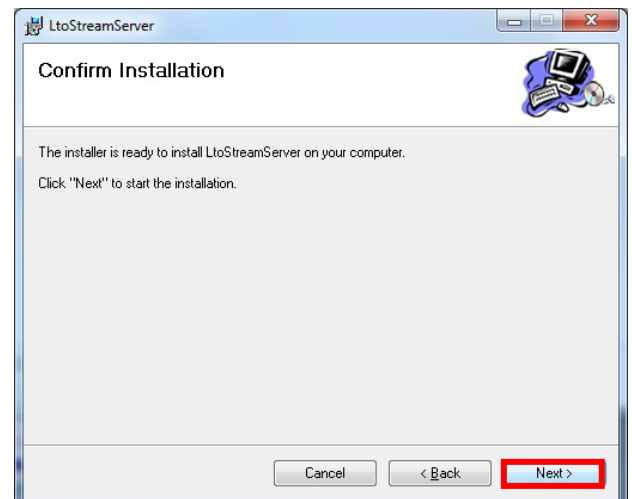 LtoStreamServer
Confirm Installation
The installer is ready to install LtoStreamServer on your computer.
Click "Next" to start the installation.
Cancel
< Back
Next >